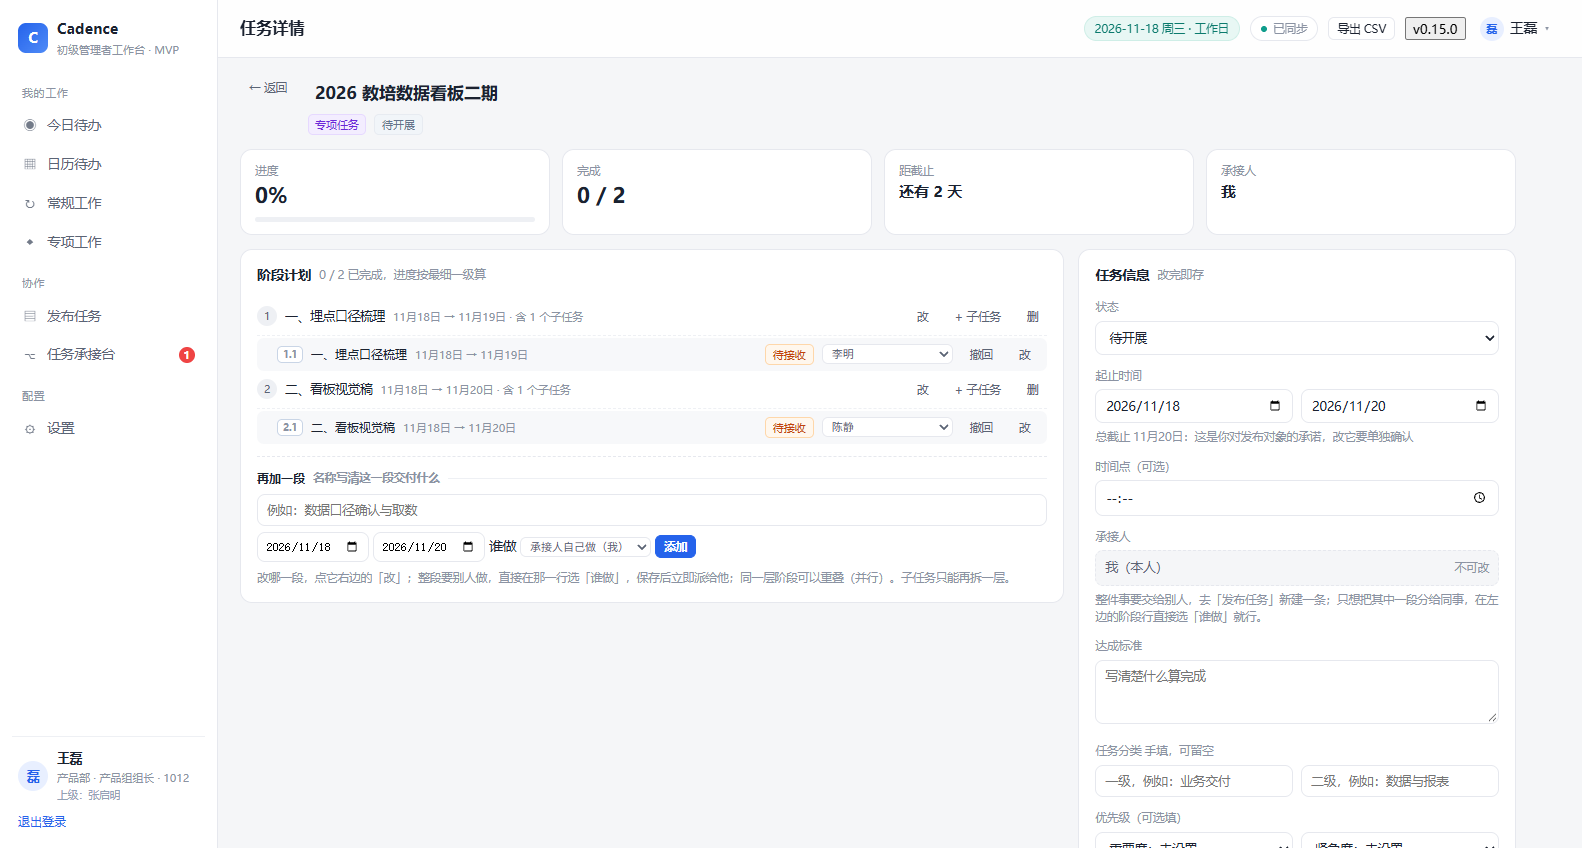 C
Cadence
初级管理者工作台 · MVP
我的工作
今日待办
日历待办
常规工作
专项工作
协作
发布任务
任务承接台 1
配置
设置
磊
王磊
产品部 · 产品组组长 · 1012
上级：张启明
退出登录
任务详情
2026-11-18 周三 · 工作日
已同步
导出 CSV
v0.15.0
磊 王磊
← 返回
2026 教培数据看板二期
专项任务 待开展
进度
0%
完成
0 / 2
距截止
还有 2 天
承接人
我
阶段计划 0 / 2 已完成，进度按最细一级算
1 一、埋点口径梳理 11月18日 → 11月19日 · 含 1 个子任务 改 + 子任务 删
1.1 一、埋点口径梳理 11月18日 → 11月19日 待接收 李明 撤回 改
2 二、看板视觉稿 11月18日 → 11月20日 · 含 1 个子任务 改 + 子任务 删
2.1 二、看板视觉稿 11月18日 → 11月20日 待接收 陈静 撤回 改
再加一段 名称写清这一段交付什么
例如：数据口径确认与取数
2026/11/18 2026/11/20 谁做 承接人自己做（我） 添加
改哪一段，点它右边的「改」；整段要别人做，直接在那一行选「谁做」，保存后立即派给他；同一层阶段可以重叠（并行）。子任务只能再拆一层。
任务信息 改完即存
状态
待开展
起止时间
2026/11/18 2026/11/20
总截止 11月20日：这是你对发布对象的承诺，改它要单独确认
时间点（可选）
--:--
承接人
我（本人） 不可改
整件事要交给别人，去「发布任务」新建一条；只想把其中一段分给同事，在左
边的阶段行直接选「谁做」就行。
达成标准
写清楚什么算完成
任务分类 手填，可留空
一级，例如：业务交付 二级，例如：数据与报表
优先级（可选填）
重要度：未设置 紧急度：未设置